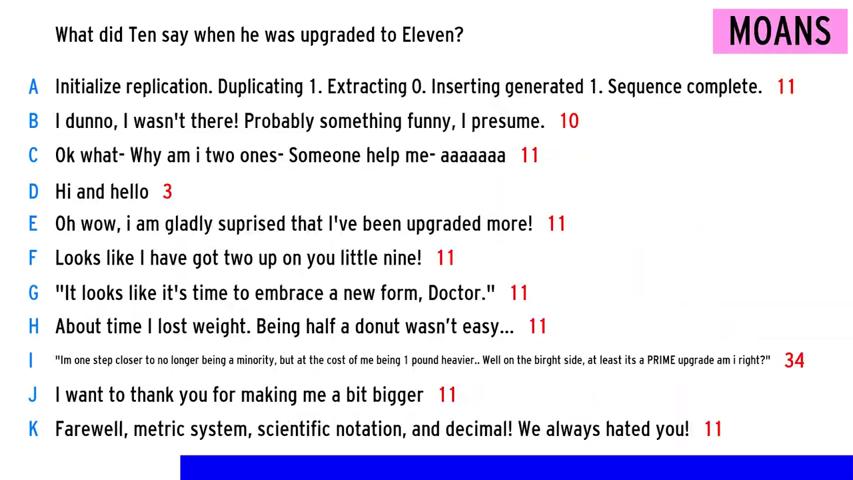 What did Ten say when he was upgraded to Eleven?
MOANS
A Initialize replication. Duplicating 1. Extracting 0. Inserting generated 1. Sequence complete. 11
B I dunno, I wasn't there! Probably something funny, I presume. 10
C Ok what- Why am i two ones- Someone help me- aaaaaaa 11
D Hi and hello 3
E Oh wow, i am gladly suprised that I've been upgraded more! 11
F Looks like I have got two up on you little nine! 11
G "It looks like it's time to embrace a new form, Doctor." 11
H About time I lost weight. Being half a donut wasn’t easy... 11
I "Im one step closer to no longer being a minority, but at the cost of me being 1 pound heavier.. Well on the birght side, at least its a PRIME upgrade am i right?" 34
J I want to thank you for making me a bit bigger 11
K Farewell, metric system, scientific notation, and decimal! We always hated you! 11